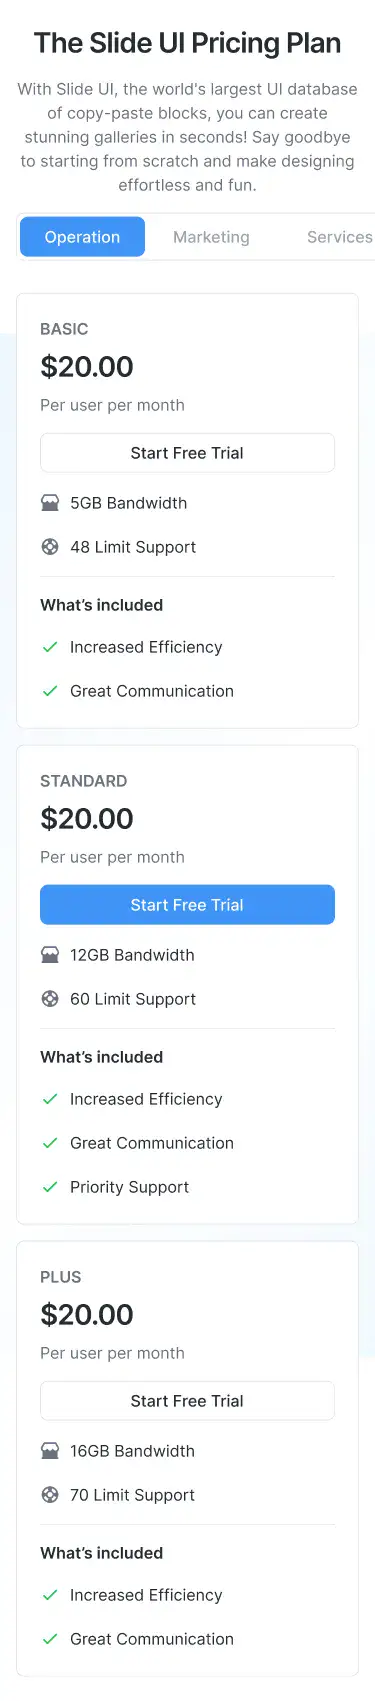 The Slide UI Pricing Plan
With Slide UI, the world's largest UI database
of copy-paste blocks, you can create
stunning galleries in seconds! Say goodbye
to starting from scratch and make designing
effortless and fun.
Operation Marketing Services
BASIC
$20.00
Per user per month
Start Free Trial
5GB Bandwidth
48 Limit Support
What's included
Increased Efficiency
Great Communication
STANDARD
$20.00
Per user per month
Start Free Trial
12GB Bandwidth
60 Limit Support
What's included
Increased Efficiency
Great Communication
Priority Support
PLUS
$20.00
Per user per month
Start Free Trial
16GB Bandwidth
70 Limit Support
What's included
Increased Efficiency
Great Communication